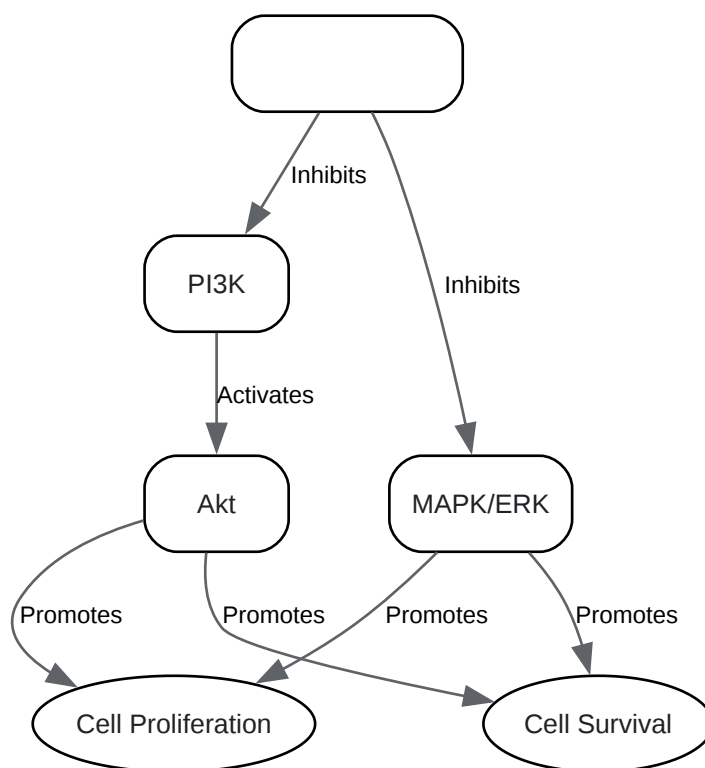 Inhibits
PI3K
Inhibits
Activates
Akt
MAPK/ERK
Promotes
Promotes
Promotes
Promotes
Cell Proliferation
Cell Survival